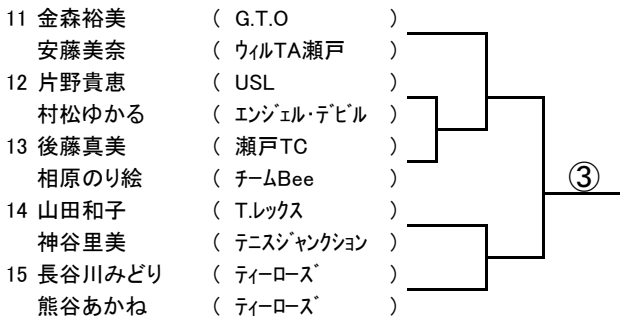 11 金森裕美 ( G.T.O )
安藤美奈 ( ウィルTA瀬戸 )
12 片野貴恵 ( USL )
村松ゆかる ( エンジェル・デビル )
13 後藤真美 ( 瀬戸TC )
相原のり絵 ( チームBee )
14 山田和子 ( T.レックス )
神谷里美 ( テニスジャンクション )
15 長谷川みどり ( ティーローズ )
熊谷あかね ( ティーローズ )
③